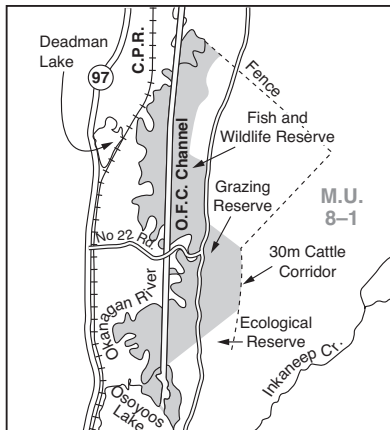 Deadman
Lake
97
C.P.R.
Fence
Fish and
Wildlife Reserve
O.F.C. Channel
Grazing
Reserve
M.U.
8–1
No 22 Rd.
30m Cattle
Corridor
Okanagan River
Ecological
Reserve
Inkaneep Cr.
Osoyoos
Lake